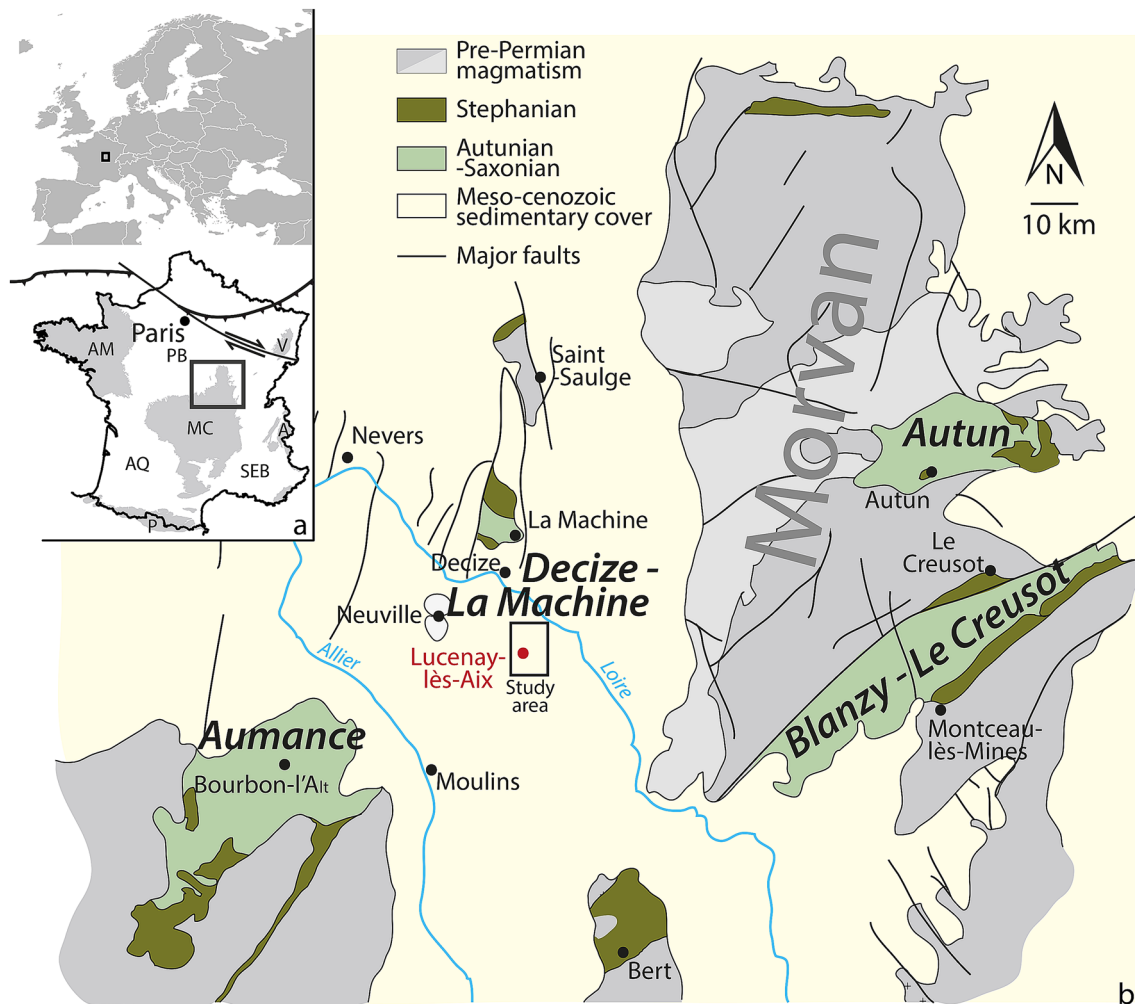 Pre-Permian
magmatism
Stephanian
Autunian
-Saxonian
Meso-cenozoic
sedimentary cover
Major faults
N
10 km
Paris
PB
AM
V
MC
A
AQ
SEB
P
a
Morvan
Saint
-Saulge
Nevers
Autun
Autun
La Machine
Decize
Decize -
La Machine
Le
Creusot
Neuville
Blanzy - Le Creusot
Lucenay-
lès-Aix
Study
area
Allier
Loire
Montceau-
lès-Mines
Aumance
Bourbon-l'Alt
Moulins
Bert
b